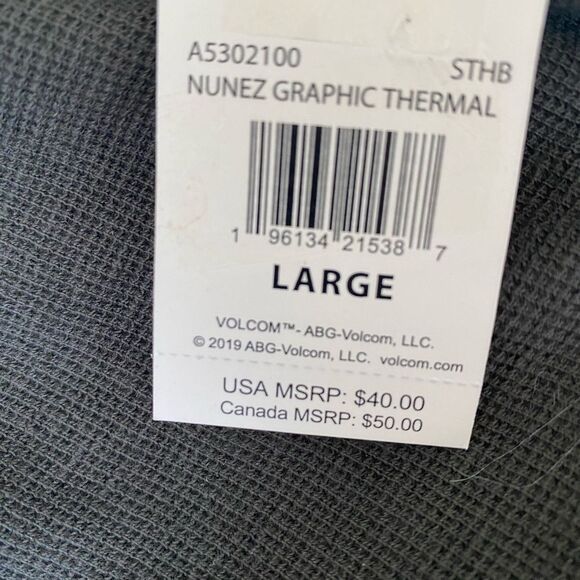 A5302100 STHB
NUNEZ GRAPHIC THERMAL
1 96134 21538 7
LARGE
VOLCOM™- ABG-Volcom, LLC.
© 2019 ABG-Volcom, LLC. volcom.com
USA MSRP: $40.00
Canada MSRP: $50.00